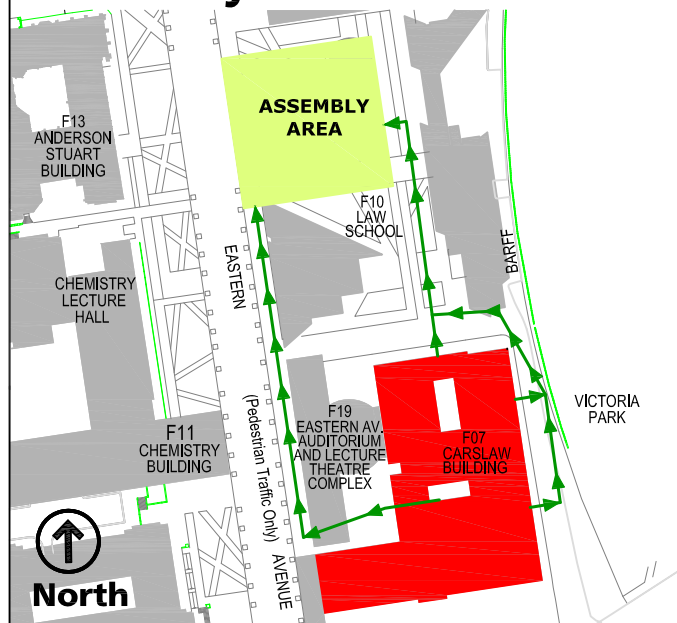 ASSEMBLY
AREA
F13
ANDERSON
STUART
BUILDING
F10
LAW
SCHOOL
EASTERN
BARFF
CHEMISTRY
LECTURE
HALL
VICTORIA
PARK
F19
EASTERN AV.
AUDITORIUM
AND LECTURE
THEATRE
COMPLEX
F11
CHEMISTRY
BUILDING
(Pedestrian Traffic Only)
F07
CARSLAW
BUILDING
AVENUE
North